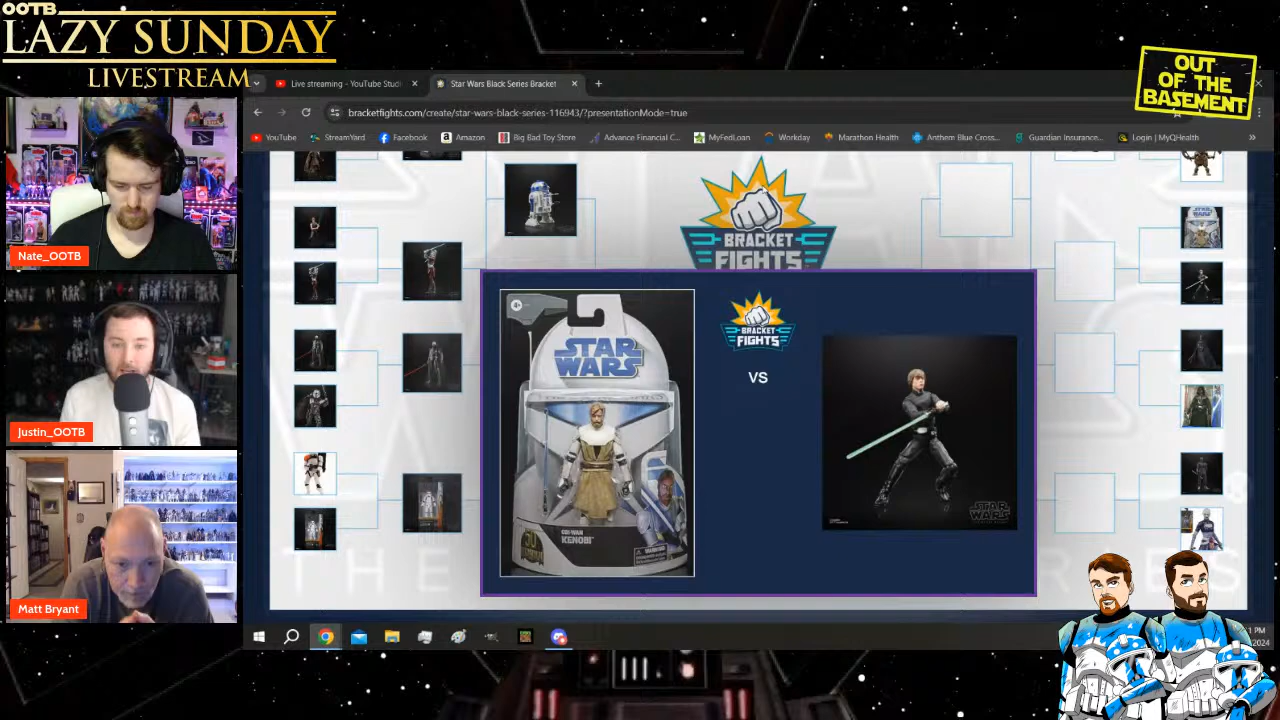 OOTB
LAZY SUNDAY
LIVESTREAM
OUT
OF THE
BASEMENT
Live streaming - YouTube Studi
Star Wars Black Series Bracket
bracketfights.com/create/star-wars-black-series-116943/?presentationMode=true
YouTube
StreamYard
Facebook
Amazon
Big Bad Toy Store
Advance Financial C...
MyFedLoan
Workday
Marathon Health
Anthem Blue Cross...
Guardian Insurance...
Login | MyQHealth
»
BRACKET
FIGHTS
BRACKET
FIGHTS
VS
STAR
WARS
OBI-WAN
KENOBI
STAR
WARS
Nate_OOTB
Justin_OOTB
Matt Bryant
THE